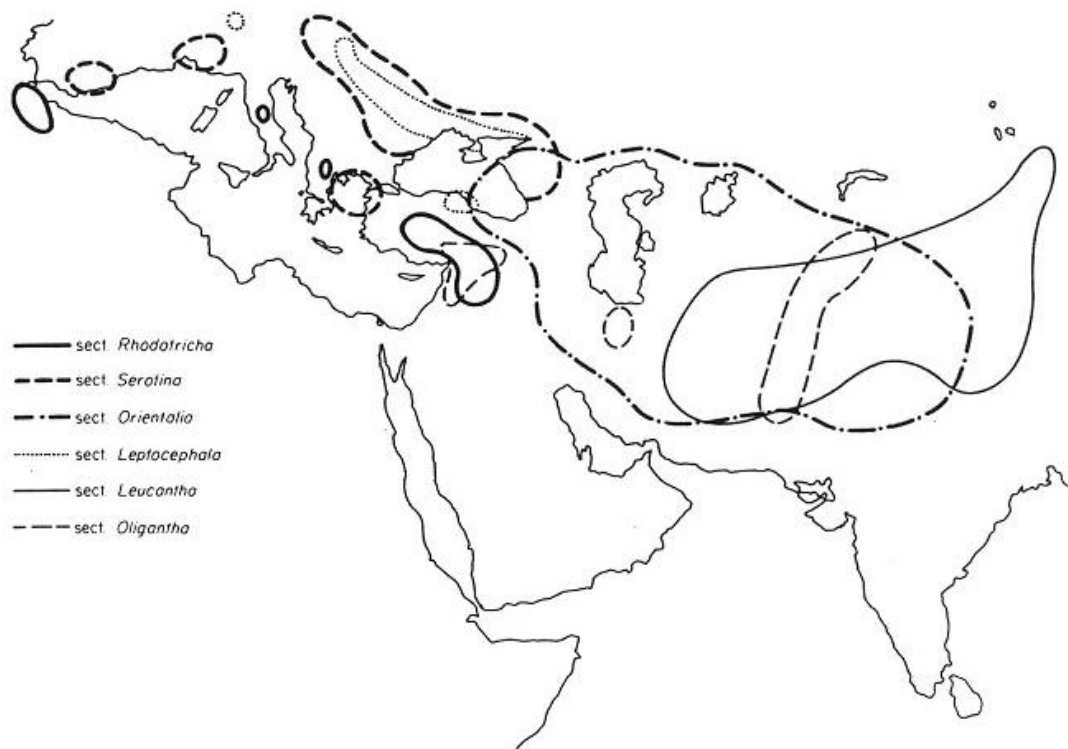 sect. Rhodotricha
sect. Serotina
sect. Orientalia
sect. Leptocephala
sect. Leucantha
sect. Oligantha